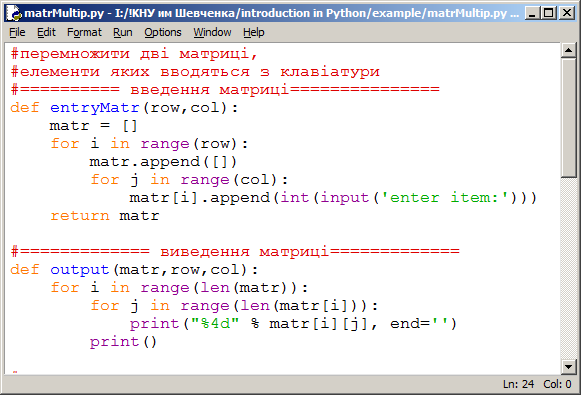 matrMultip.py - I:/!КНУ им Шевченка/introduction in Python/example/matrMultip.py ...
File Edit Format Run Options Window Help
#перемножити дві матриці,
#елементи яких вводяться з клавіатури
#========== введення матриці===============
def entryMatr(row,col):
    matr = []
    for i in range(row):
        matr.append([])
        for j in range(col):
            matr[i].append(int(input('enter item:')))
    return matr
#============= виведення матриці=============
def output(matr,row,col):
    for i in range(len(matr)):
        for j in range(len(matr[i])):
            print("%4d" % matr[i][j], end='')
        print()
Ln: 24 Col: 0